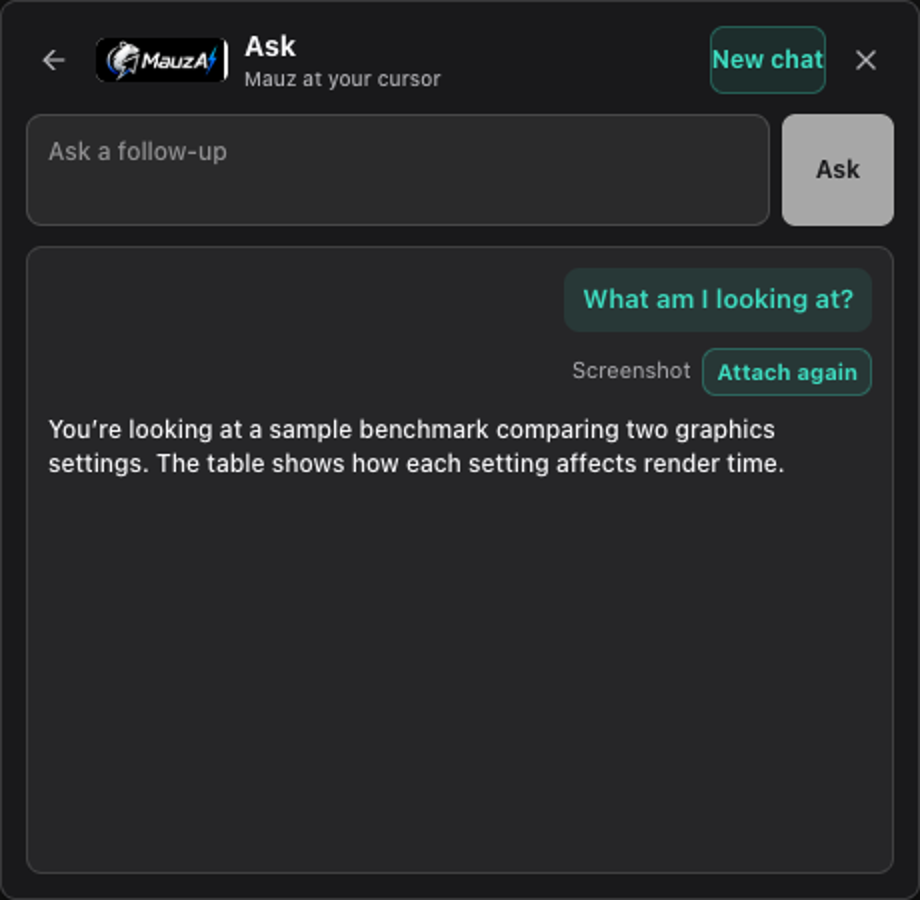 MauzAI
Ask
Mauz at your cursor
New chat
Ask a follow-up
Ask
What am I looking at?
Screenshot
Attach again
You’re looking at a sample benchmark comparing two graphics
settings. The table shows how each setting affects render time.